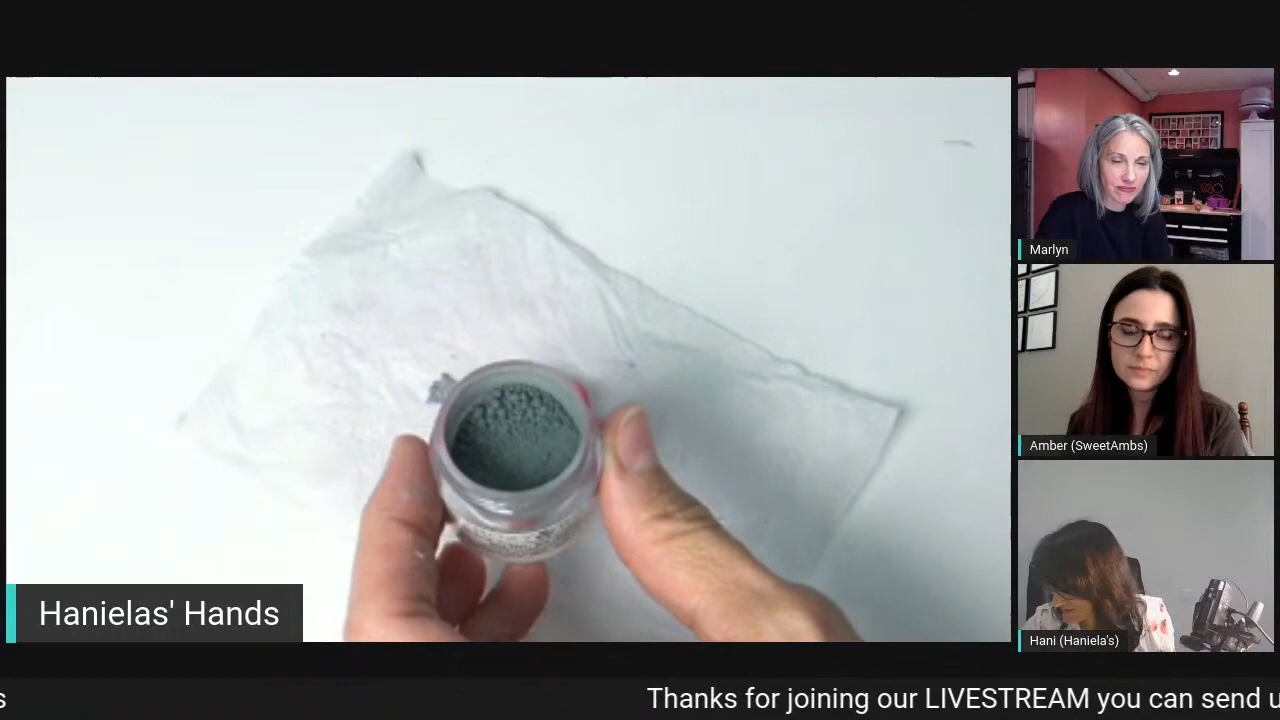 Marlyn
Amber (SweetAmbs)
Hanielas' Hands
Hani (Haniela's)
s
Thanks for joining our LIVESTREAM you can send u